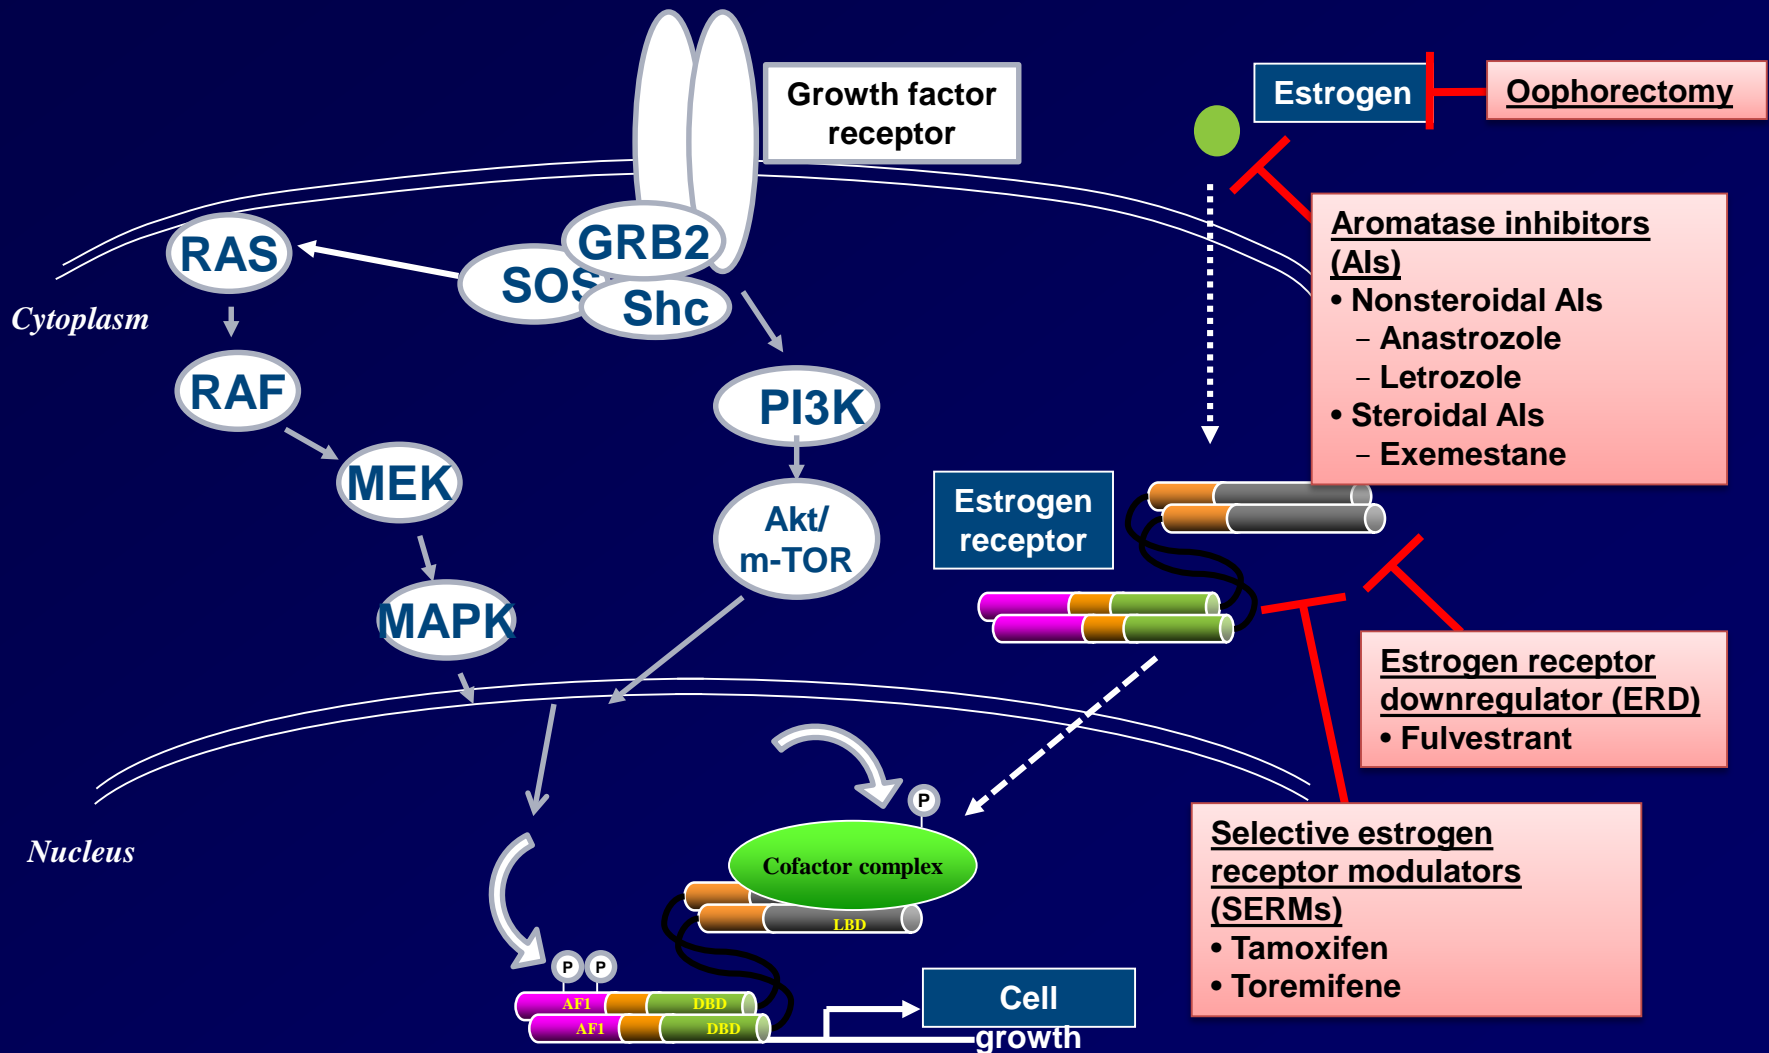 Growth factor
receptor
Estrogen
Oophorectomy
Aromatase inhibitors
(AIs)
• Nonsteroidal AIs
– Anastrozole
– Letrozole
• Steroidal AIs
– Exemestane
RAS
SOS
GRB2
Shc
Cytoplasm
RAF
PI3K
MEK
Akt/
m-TOR
MAPK
Estrogen
receptor
Estrogen receptor
downregulator (ERD)
• Fulvestrant
Selective estrogen
receptor modulators
(SERMs)
• Tamoxifen
• Toremifene
Nucleus
P
Cofactor complex
LBD
P
P
AF1
DBD
AF1
DBD
Cell
growth